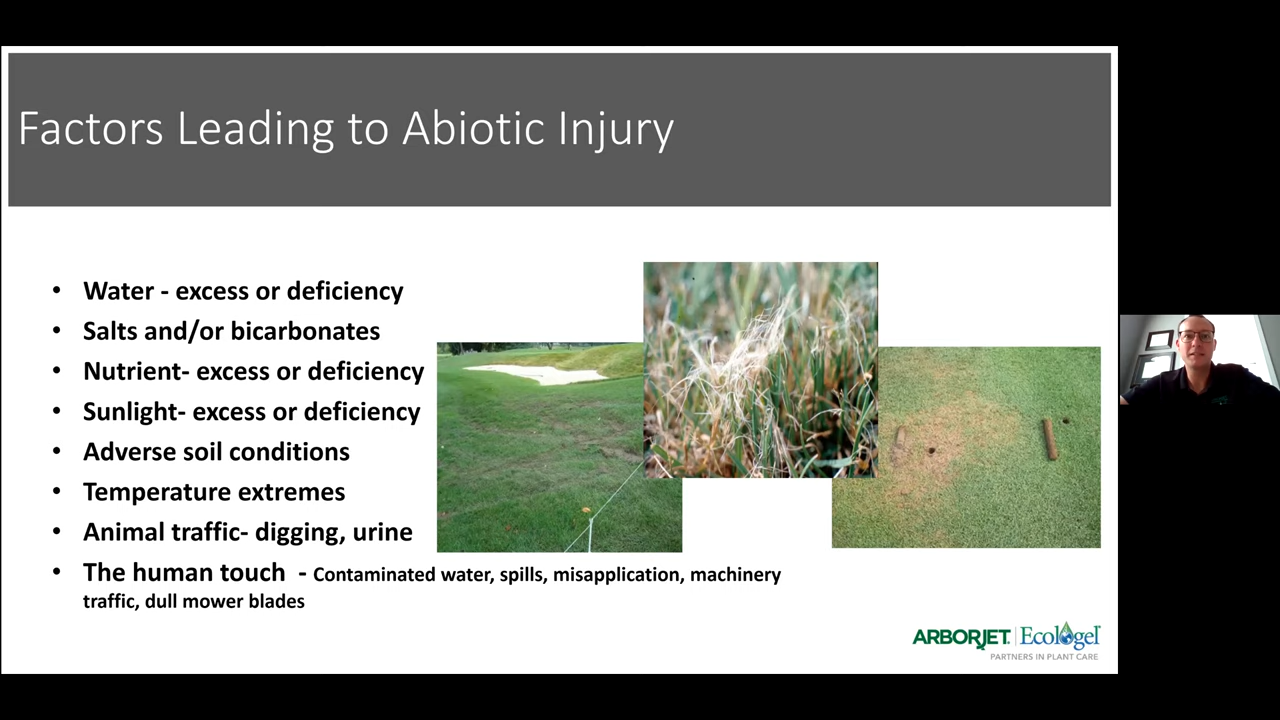 Factors Leading to Abiotic Injury
• Water - excess or deficiency
• Salts and/or bicarbonates
• Nutrient- excess or deficiency
• Sunlight- excess or deficiency
• Adverse soil conditions
• Temperature extremes
• Animal traffic- digging, urine
• The human touch - Contaminated water, spills, misapplication, machinery
traffic, dull mower blades
ARBORJET | Ecologel
PARTNERS IN PLANT CARE